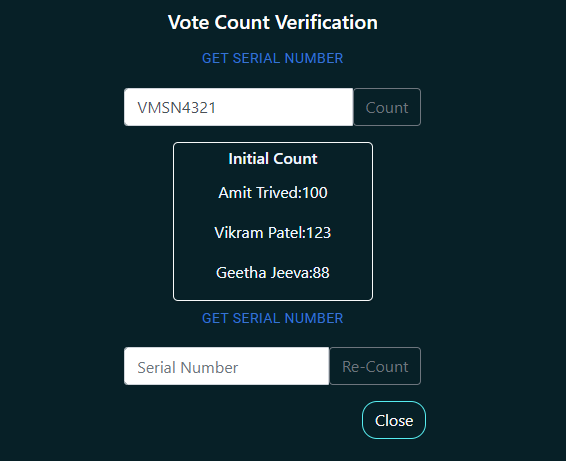 Vote Count Verification
GET SERIAL NUMBER
VMSN4321 Count
Initial Count
Amit Trived:100
Vikram Patel:123
Geetha Jeeva:88
GET SERIAL NUMBER
Serial Number Re-Count
Close